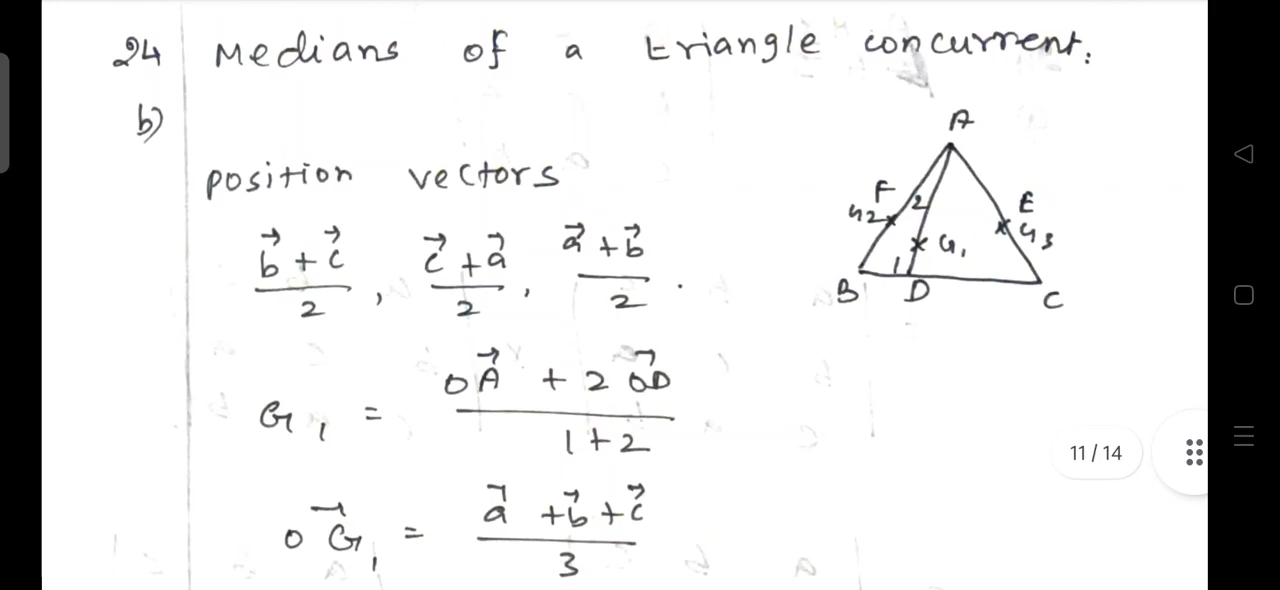 24 Medians of a triangle concurrent.
b)
position vectors
(b⃗ + c⃗)/2 , (c⃗ + a⃗)/2 , (a⃗ + b⃗)/2 .
A
F
2
E
G2
G1
G3
1
B D C
G1 = (OA⃗ + 2 OD⃗)/(1+2)
OG⃗1 = (a⃗ + b⃗ + c⃗)/3
11 / 14